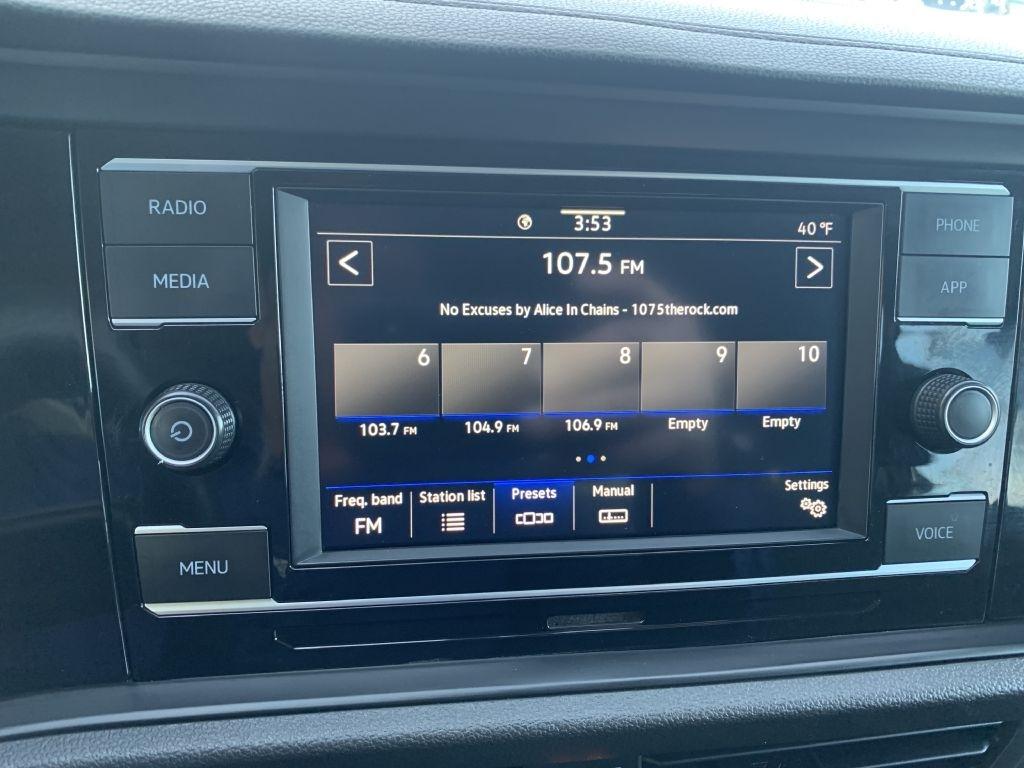 RADIO
MEDIA
MENU
3:53
40 °F
<
107.5 FM
>
No Excuses by Alice In Chains - 1075therock.com
6 7 8 9 10
103.7 FM 104.9 FM 106.9 FM Empty Empty
Freq. band Station list Presets Manual Settings
FM
PHONE
APP
VOICE